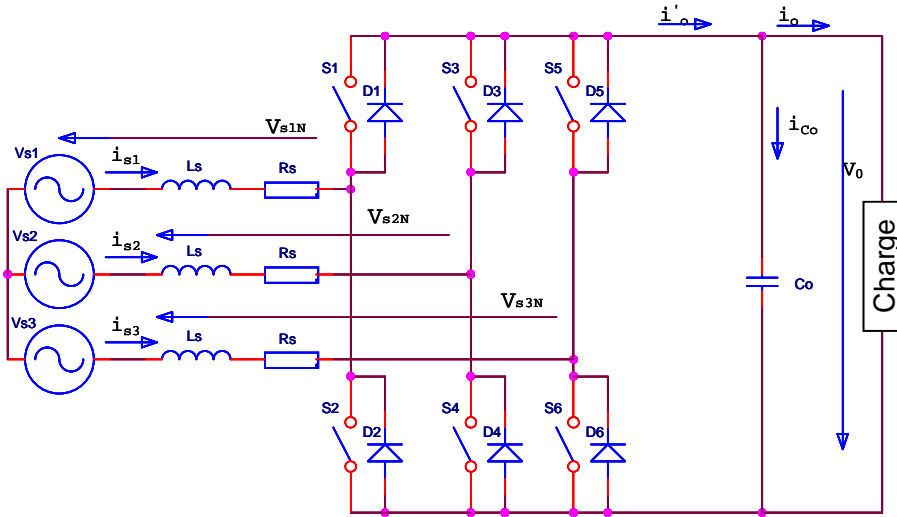 i'o
io
S1
S3
S5
D1
D3
D5
Vs1N
iCo
Vs1
is1
Ls
Rs
V0
Vs2N
Vs2
is2
Ls
Rs
Charge
Co
Vs3N
Vs3
is3
Ls
Rs
S2
S4
S6
D2
D4
D6